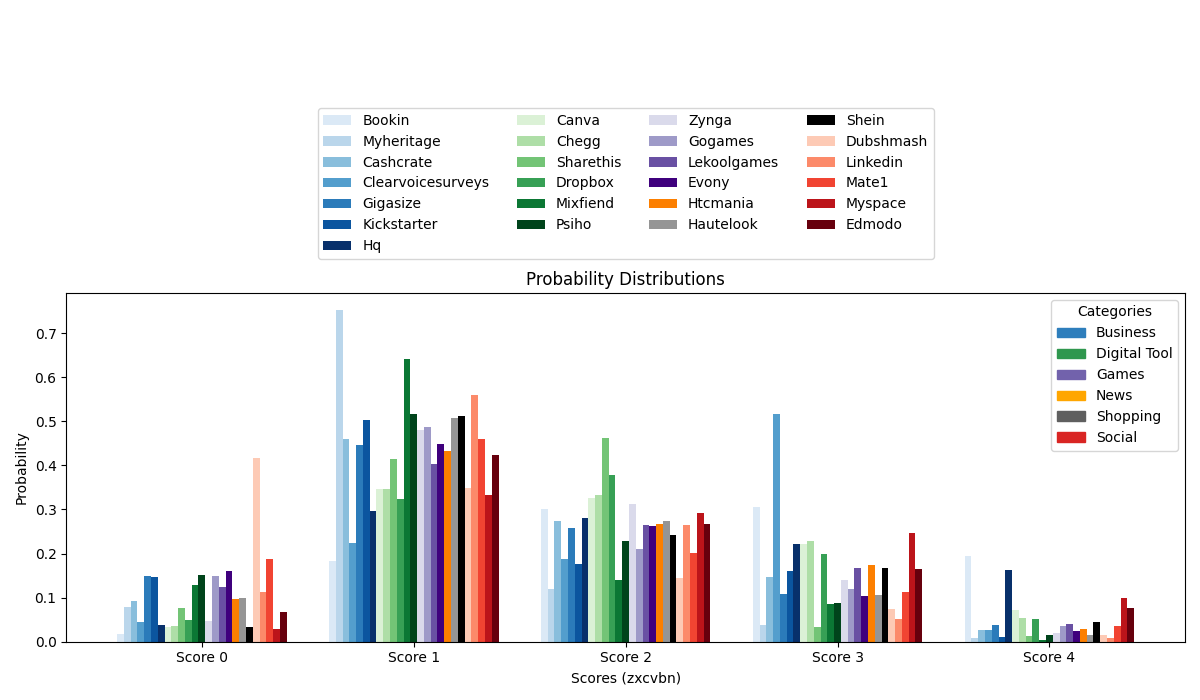 Bookin
Myheritage
Cashcrate
Clearvoicesurveys
Gigasize
Kickstarter
Hq
Canva
Chegg
Sharethis
Dropbox
Mixfiend
Psiho
Zynga
Gogames
Lekoolgames
Evony
Htcmania
Hautelook
Shein
Dubshmash
Linkedin
Mate1
Myspace
Edmodo
Probability Distributions
Categories
Business
Digital Tool
Games
News
Shopping
Social
Probability
0.7
0.6
0.5
0.4
0.3
0.2
0.1
0.0
Score 0
Score 1
Score 2
Score 3
Score 4
Scores (zxcvbn)